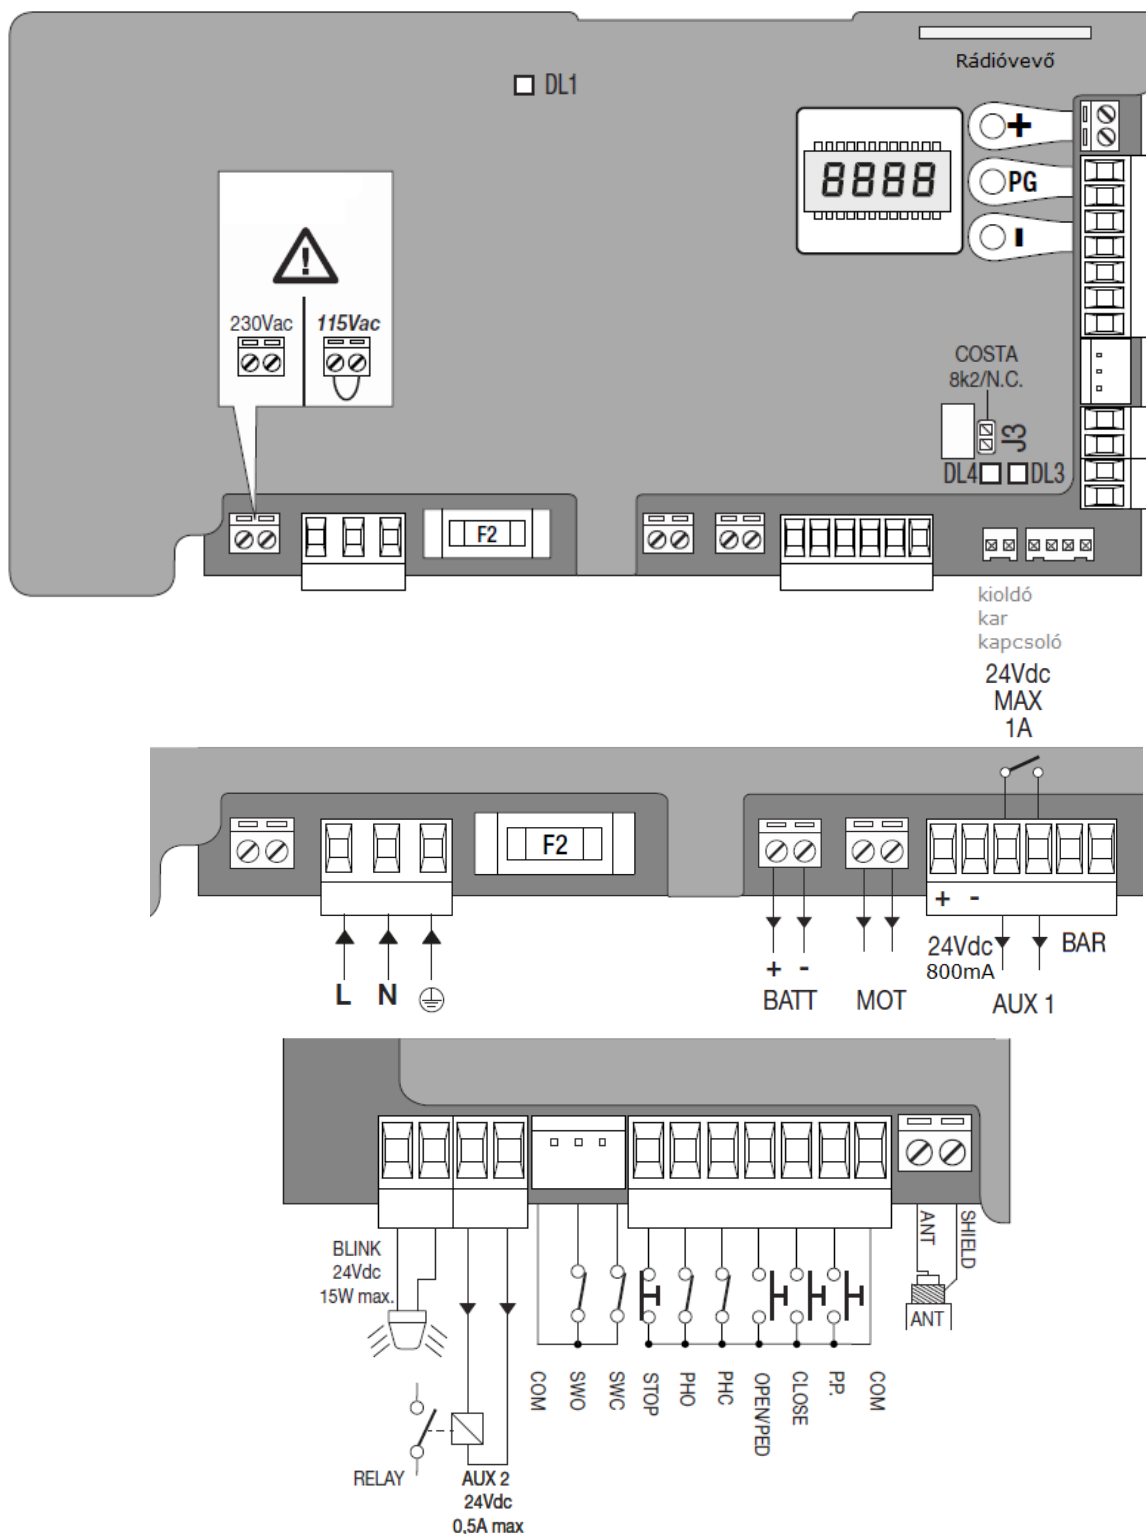 Rádióvevő
DL1
+
8888
PG
-
230Vac
115Vac
COSTA
8k2/N.C.
J3
DL4
DL3
F2
kioldó
kar
kapcsoló
24Vdc
MAX
1A
F2
+ -
L N
+ -
BATT
MOT
24Vdc
800mA
AUX 1
BAR
BLINK
24Vdc
15W max.
RELAY
AUX 2
24Vdc
0,5A max
COM
SWO
SWC
STOP
PHO
PHC
OPEN/PED
CLOSE
P.P.
COM
ANT
SHIELD
ANT